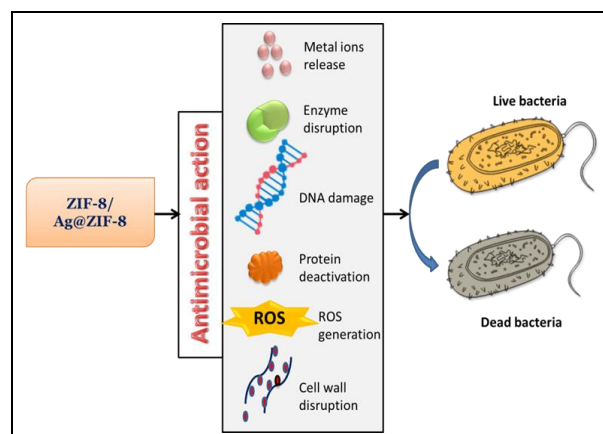 ZIF-8/
Ag@ZIF-8
Antimicrobial action
Metal ions
release
Enzyme
disruption
DNA damage
Protein
deactivation
ROS
ROS
generation
Cell wall
disruption
Live bacteria
Dead bacteria